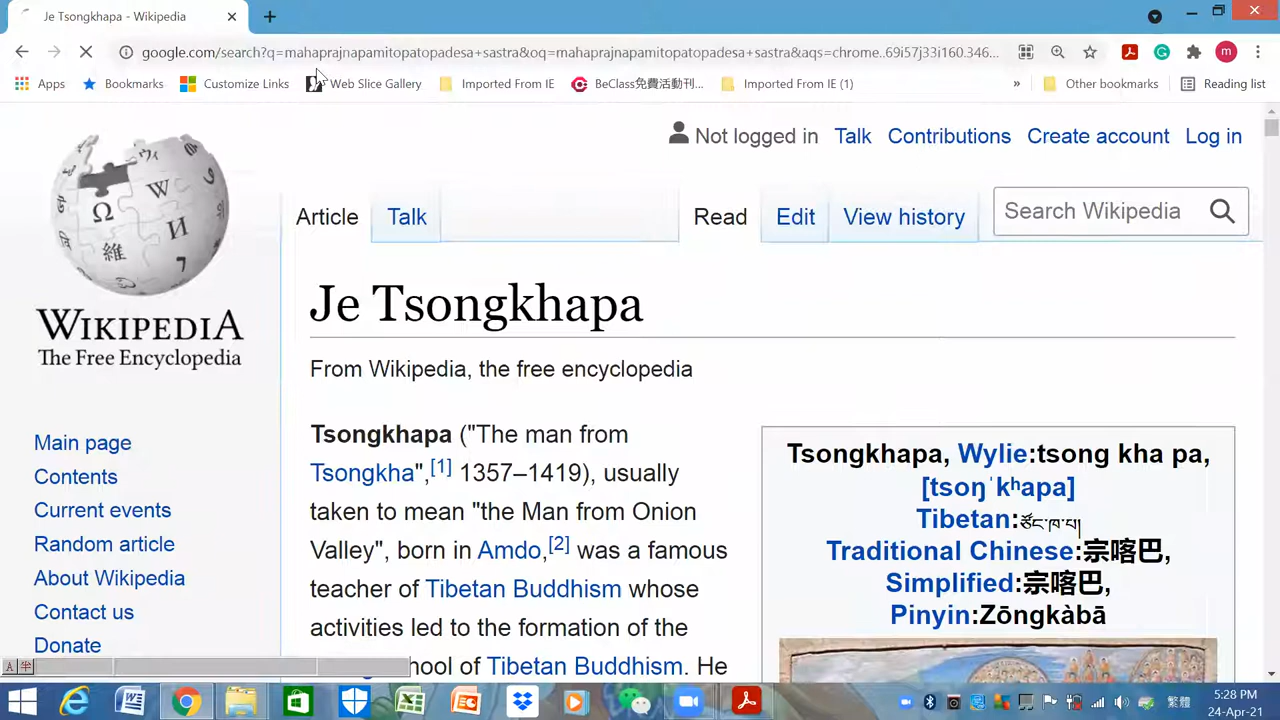 Je Tsongkhapa - Wikipedia
google.com/search?q=mahaprajnapamitopatopadesa+sastra&oq=mahaprajnapamitopatopadesa+sastra&aqs=chrome..69i57j33i160.346...
m
Apps Bookmarks Customize Links Web Slice Gallery Imported From IE BeClass免費活動刊... Imported From IE (1) » Other bookmarks Reading list
Not logged in Talk Contributions Create account Log in
Article Talk Read Edit View history Search Wikipedia
WIKIPEDIA
The Free Encyclopedia
Main page
Contents
Current events
Random article
About Wikipedia
Contact us
Donate
Je Tsongkhapa
From Wikipedia, the free encyclopedia
Tsongkhapa ("The man from
Tsongkha",[1] 1357–1419), usually
taken to mean "the Man from Onion
Valley", born in Amdo,[2] was a famous
teacher of Tibetan Buddhism whose
activities led to the formation of the
hool of Tibetan Buddhism. He
Tsongkhapa, Wylie:tsong kha pa,
[tsoŋˈkʰapa]
Tibetan:ཙོང་ཁ་པ།
Traditional Chinese:宗喀巴,
Simplified:宗喀巴,
Pinyin:Zōngkàbā
繁體
5:28 PM
24-Apr-21